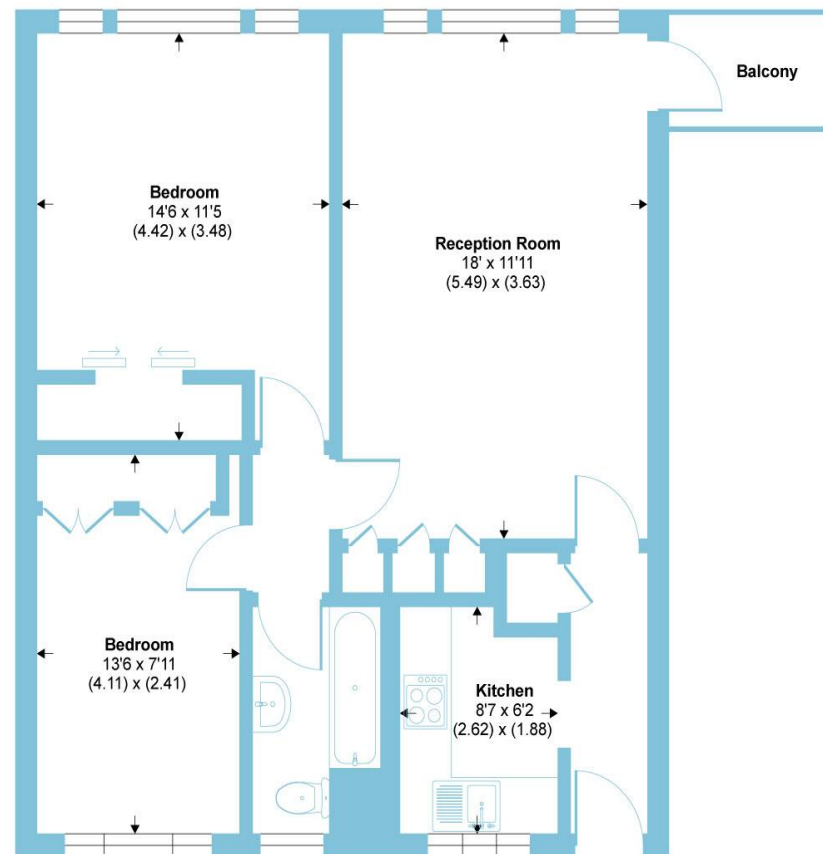 Balcony
Bedroom
14'6 x 11'5
(4.42) x (3.48)
Reception Room
18' x 11'11
(5.49) x (3.63)
Bedroom
13'6 x 7'11
(4.11) x (2.41)
Kitchen
8'7 x 6'2
(2.62) x (1.88)